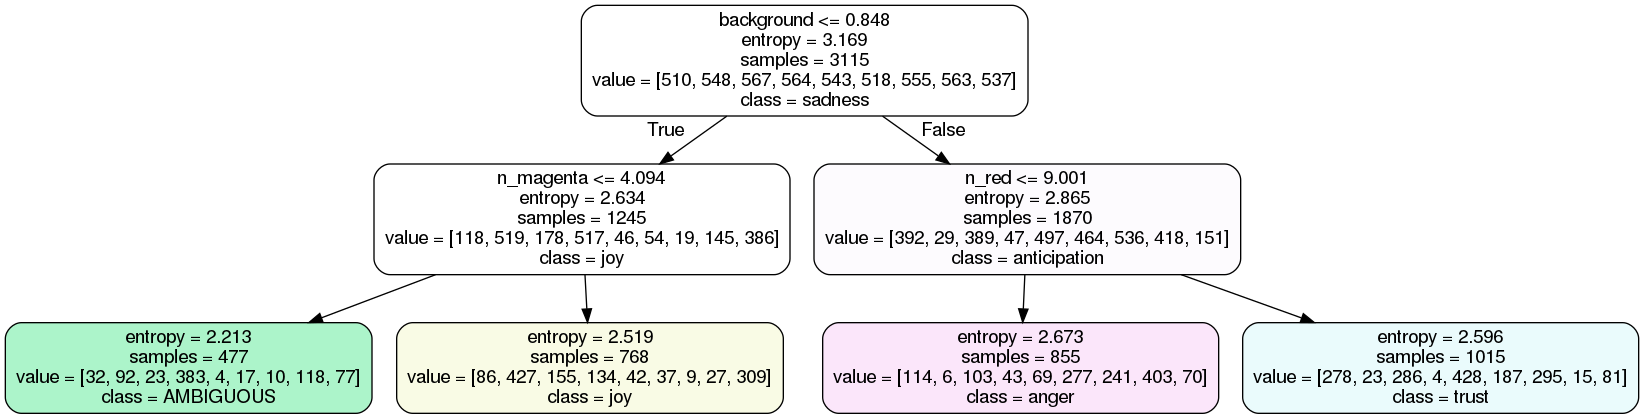 background <= 0.848
entropy = 3.169
samples = 3115
value = [510, 548, 567, 564, 543, 518, 555, 563, 537]
class = sadness
True
False
n_magenta <= 4.094
entropy = 2.634
samples = 1245
value = [118, 519, 178, 517, 46, 54, 19, 145, 386]
class = joy
n_red <= 9.001
entropy = 2.865
samples = 1870
value = [392, 29, 389, 47, 497, 464, 536, 418, 151]
class = anticipation
entropy = 2.213
samples = 477
value = [32, 92, 23, 383, 4, 17, 10, 118, 77]
class = AMBIGUOUS
entropy = 2.519
samples = 768
value = [86, 427, 155, 134, 42, 37, 9, 27, 309]
class = joy
entropy = 2.673
samples = 855
value = [114, 6, 103, 43, 69, 277, 241, 403, 70]
class = anger
entropy = 2.596
samples = 1015
value = [278, 23, 286, 4, 428, 187, 295, 15, 81]
class = trust